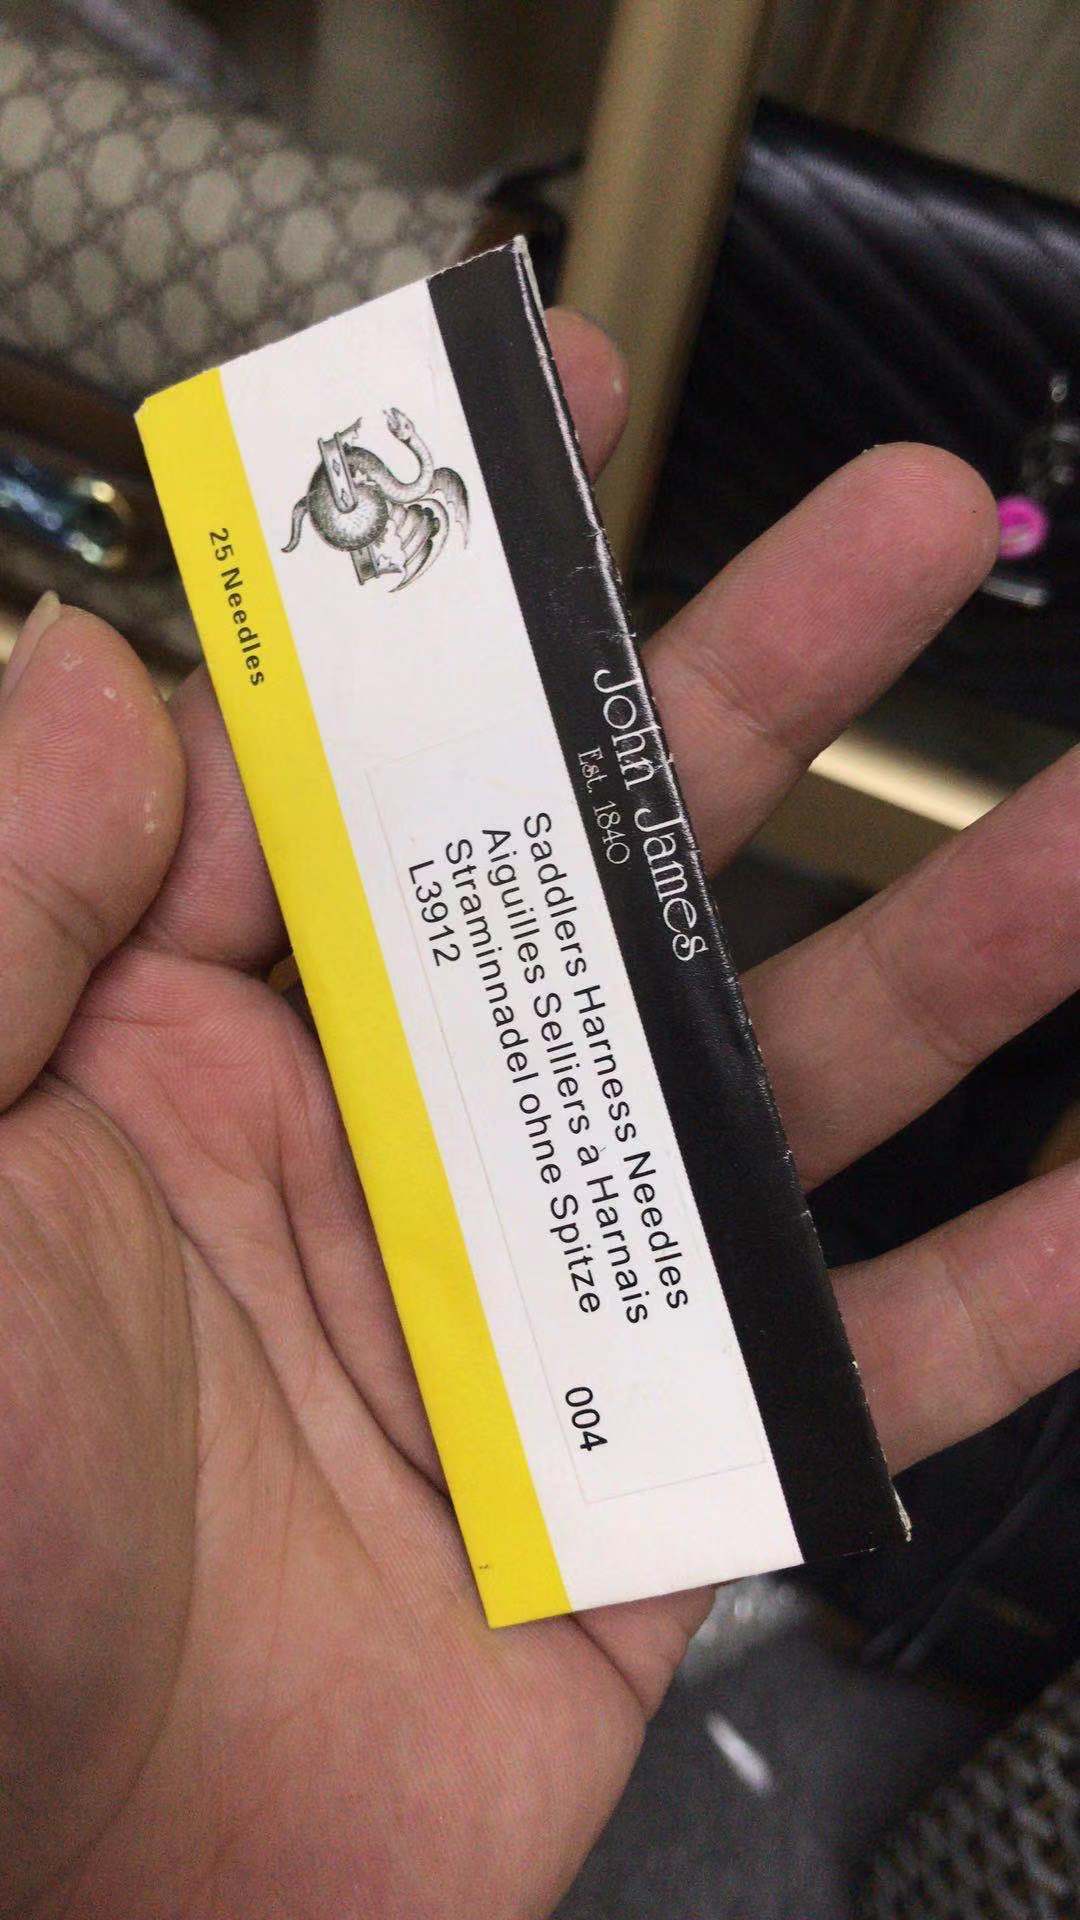 John James
Est. 1840
Saddlers Harness Needles
Aiguilles Selliers à Harnais
Straminnadel ohne Spitze
L3912
004
25 Needles